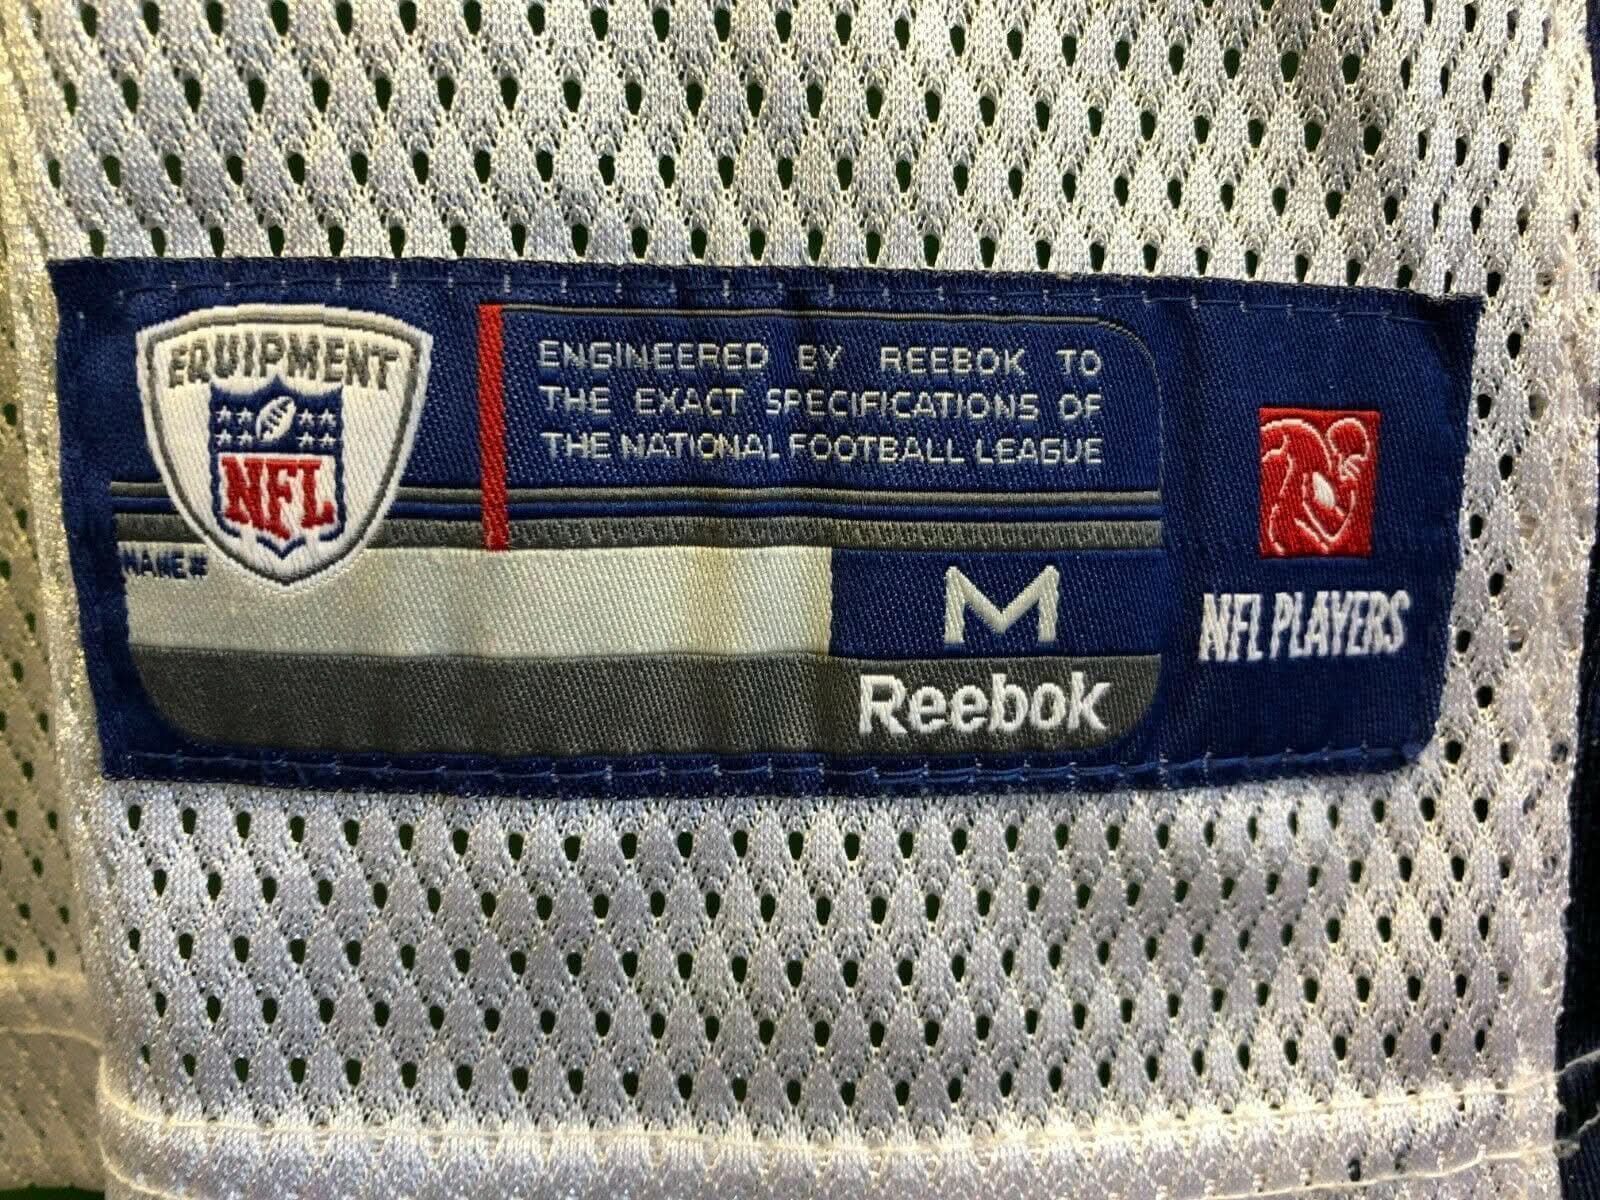 EQUIPMENT
NFL
ENGINEERED BY REEBOK TO
THE EXACT SPECIFICATIONS OF
THE NATIONAL FOOTBALL LEAGUE
NAME#
M
Reebok
NFL PLAYERS